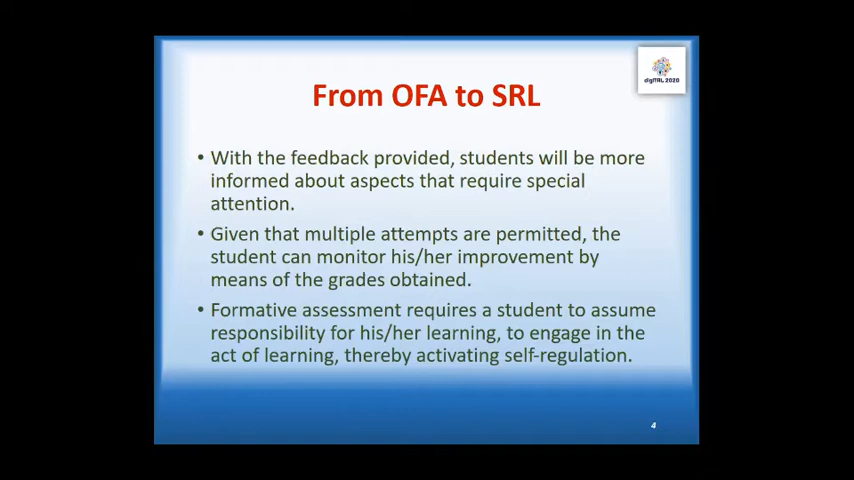 digiTAL 2020
From OFA to SRL
• With the feedback provided, students will be more
informed about aspects that require special
attention.
• Given that multiple attempts are permitted, the
student can monitor his/her improvement by
means of the grades obtained.
• Formative assessment requires a student to assume
responsibility for his/her learning, to engage in the
act of learning, thereby activating self-regulation.
4